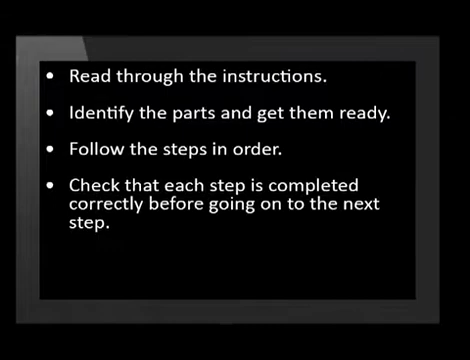 • Read through the instructions.
• Identify the parts and get them ready.
• Follow the steps in order.
• Check that each step is completed
correctly before going on to the next
step.